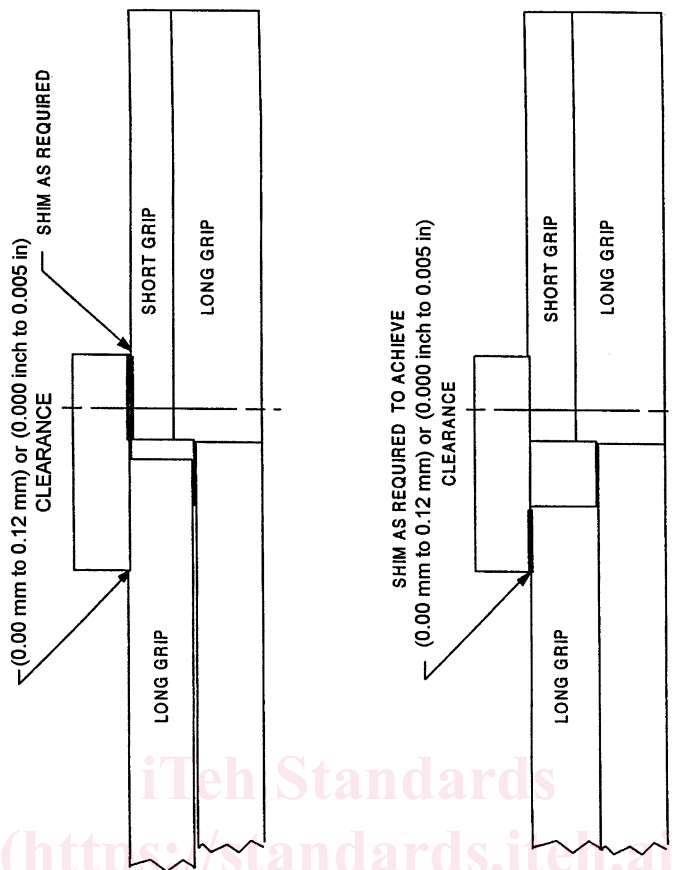 (0.00 mm to 0.12 mm) or (0.000 inch to 0.005 in)
CLEARANCE
SHIM AS REQUIRED
LONG GRIP
SHORT GRIP
LONG GRIP
SHIM AS REQUIRED TO ACHIEVE
(0.00 mm to 0.12 mm) or (0.000 inch to 0.005 in)
CLEARANCE
LONG GRIP
SHORT GRIP
LONG GRIP
iTeh Standards
(https://standards.iteh.ai